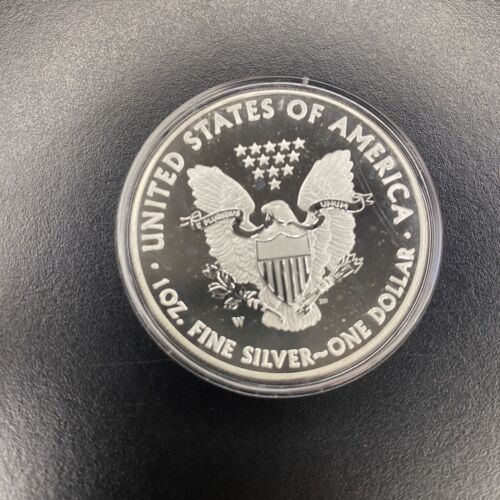 UNITED STATES OF AMERICA
E PLURIBUS UNUM
W
1 OZ. FINE SILVER~ONE DOLLAR